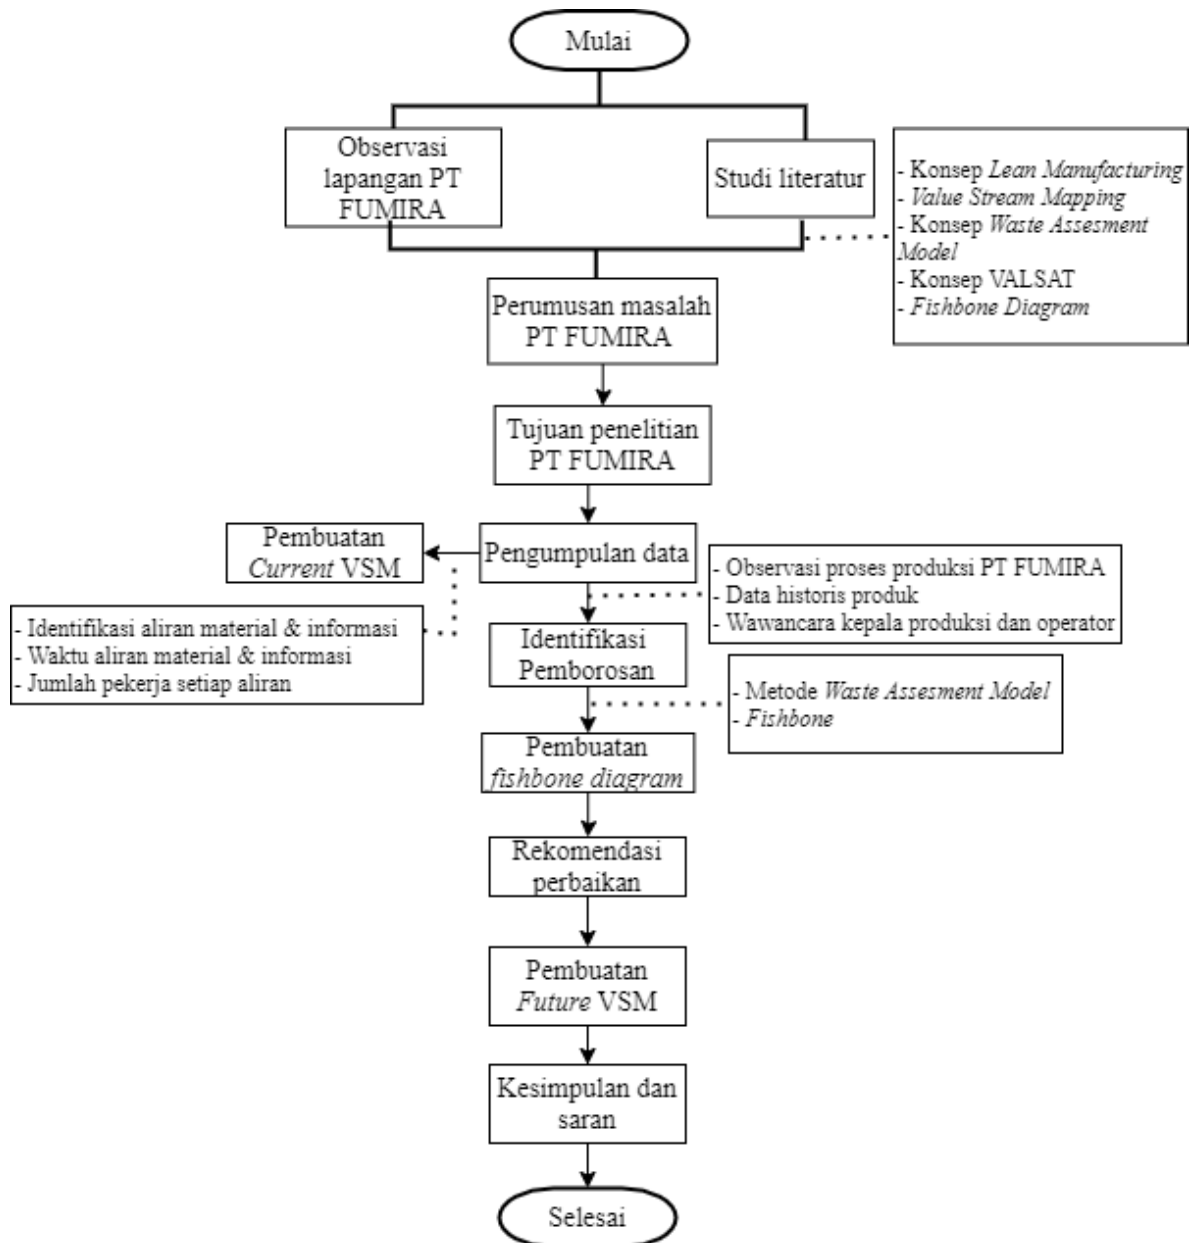 Mulai
Observasi
lapangan PT
FUMIRA
Studi literatur
- Konsep Lean Manufacturing
- Value Stream Mapping
- Konsep Waste Assesment
Model
- Konsep VALSAT
- Fishbone Diagram
Perumusan masalah
PT FUMIRA
Tujuan penelitian
PT FUMIRA
Pembuatan
Current VSM
Pengumpulan data
- Observasi proses produksi PT FUMIRA
- Data historis produk
- Wawancara kepala produksi dan operator
- Identifikasi aliran material & informasi
- Waktu aliran material & informasi
- Jumlah pekerja setiap aliran
Identifikasi
Pemborosan
- Metode Waste Assesment Model
- Fishbone
Pembuatan
fishbone diagram
Rekomendasi
perbaikan
Pembuatan
Future VSM
Kesimpulan dan
saran
Selesai